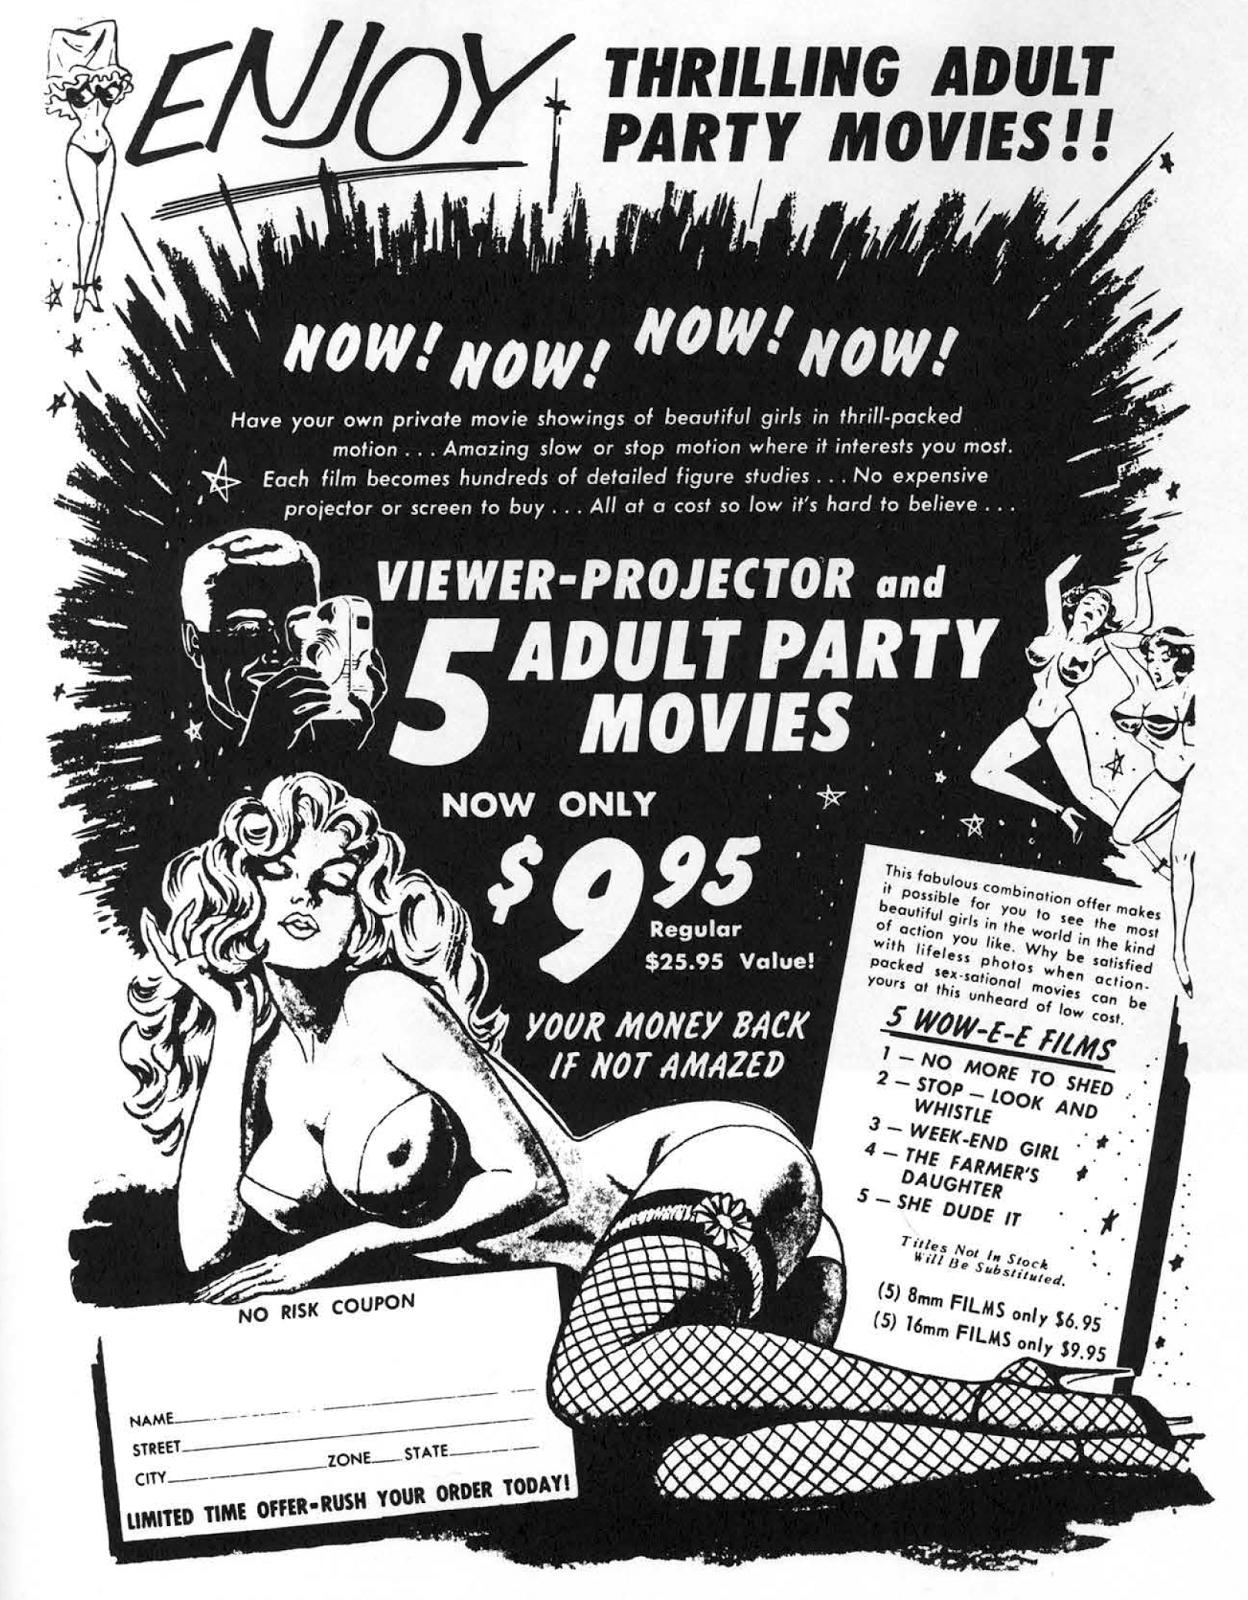 ENJOY
THRILLING ADULT
PARTY MOVIES!!
NOW! NOW! NOW! NOW!
Have your own private movie showings of beautiful girls in thrill-packed
motion... Amazing slow or stop motion where it interests you most.
Each film becomes hundreds of detailed figure studies... No expensive
projector or screen to buy... All at a cost so low it's hard to believe...
VIEWER-PROJECTOR and
5 ADULT PARTY
MOVIES
NOW ONLY
$9.95
Regular
$25.95 Value!
YOUR MONEY BACK
IF NOT AMAZED
This fabulous combination offer makes
it possible for you to see the most
beautiful girls in the world in the kind
of action you like. Why be satisfied
with lifeless photos when action-
packed sex-sational movies can be
yours at this unheard of low cost.
5 WOW-E-E FILMS
1 — NO MORE TO SHED
2 — STOP — LOOK AND
WHISTLE
3 — WEEK-END GIRL
4 — THE FARMER'S
DAUGHTER
5 — SHE DUDE IT
Titles Not In Stock
Will Be Substituted.
(5) 8mm FILMS only $6.95
(5) 16mm FILMS only $9.95
NO RISK COUPON
NAME
STREET
CITY ZONE STATE
LIMITED TIME OFFER-RUSH YOUR ORDER TODAY!